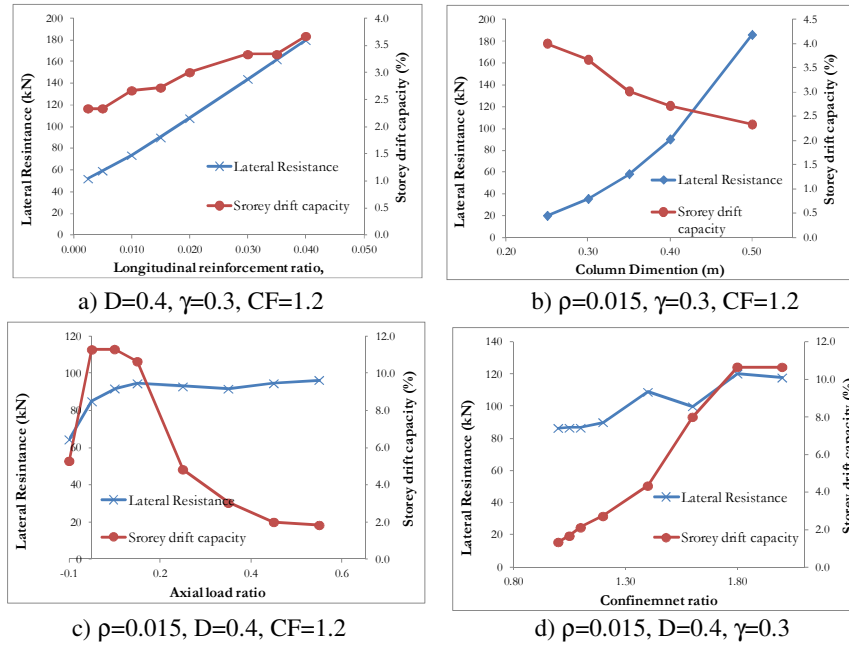 200
180
160
140
120
100
80
60
40
20
0
Lateral Resintance (kN)
4.0
3.5
3.0
2.5
2.0
1.5
1.0
0.5
0.0
Storey drift capacity (%)
Lateral Resistance
Srorey drift capacity
0.000 0.010 0.020 0.030 0.040 0.050
Longitudinal reinforcement ratio,
a) D=0.4, γ=0.3, CF=1.2
200
180
160
140
120
100
80
60
40
20
0
Lateral Resintance (kN)
4.5
4.0
3.5
3.0
2.5
2.0
1.5
1.0
0.5
0.0
Storey drift capacity (%)
Lateral Resistance
Srorey drift
capacity
0.20 0.30 0.40 0.50
Column Dimention (m)
b) ρ=0.015, γ=0.3, CF=1.2
120
100
80
60
40
20
0
Lateral Resintance (kN)
12.0
10.0
8.0
6.0
4.0
2.0
0.0
Storey drift capacity (%)
Lateral Resistance
Srorey drift capacity
-0.1 0.2 0.4 0.6
Axial load ratio
c) ρ=0.015, D=0.4, CF=1.2
140
120
100
80
60
40
20
0
Lateral Resintance (kN)
12.0
10.0
8.0
6.0
4.0
2.0
0.0
Storey drift capacity (%)
Lateral Resistance
Srorey drift capacity
0.80 1.30 1.80
Confinemnet ratio
d) ρ=0.015, D=0.4, γ=0.3